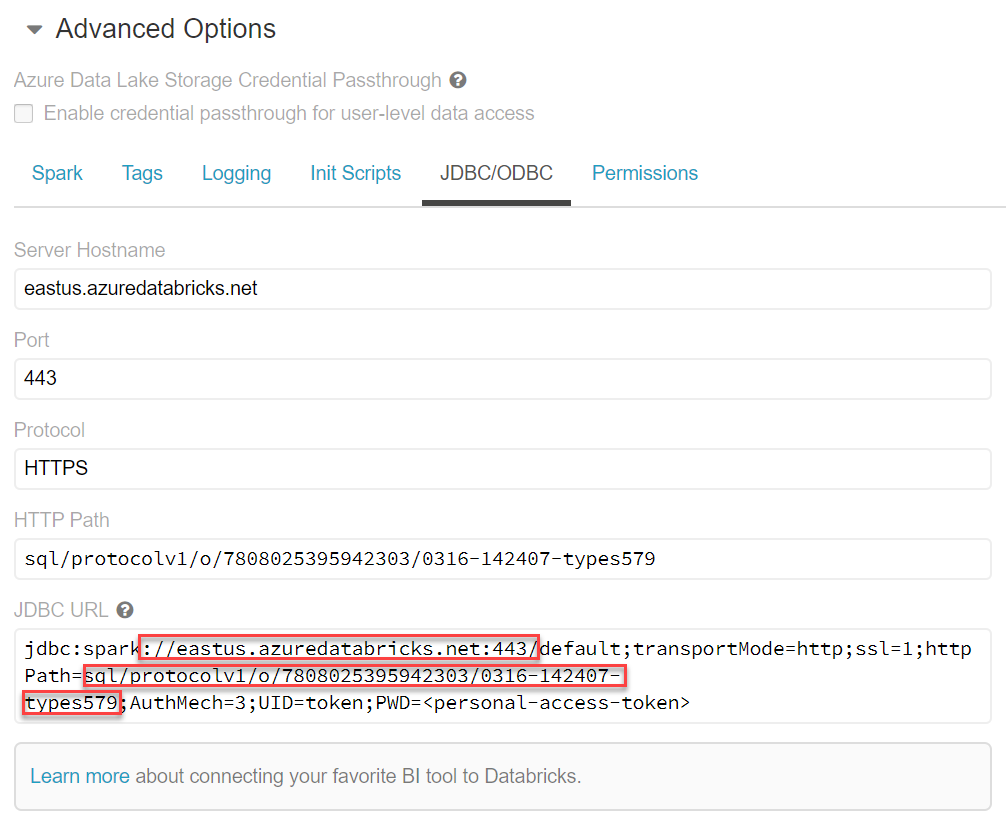 Advanced Options
Azure Data Lake Storage Credential Passthrough
Enable credential passthrough for user-level data access
Spark Tags Logging Init Scripts JDBC/ODBC Permissions
Server Hostname
eastus.azuredatabricks.net
Port
443
Protocol
HTTPS
HTTP Path
sql/protocolv1/o/7808025395942303/0316-142407-types579
JDBC URL
jdbc:spark://eastus.azuredatabricks.net:443/default;transportMode=http;ssl=1;http
Path=sql/protocolv1/o/7808025395942303/0316-142407-
types579;AuthMech=3;UID=token;PWD=<personal-access-token>
Learn more about connecting your favorite BI tool to Databricks.